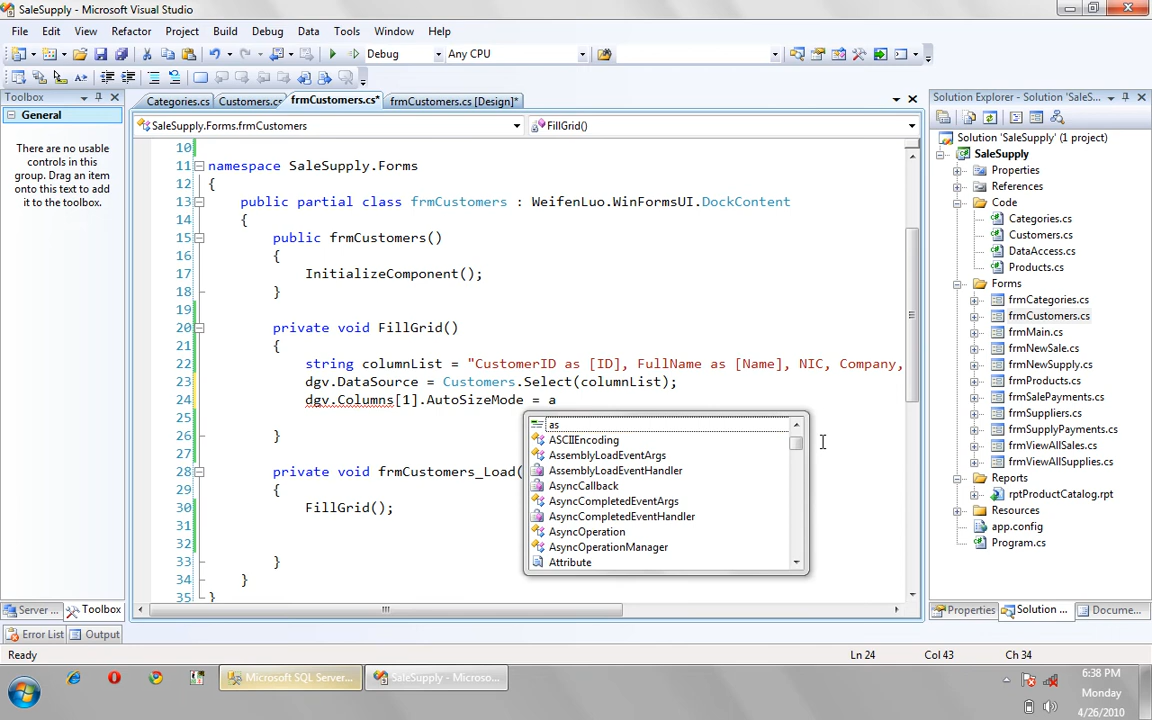 SaleSupply - Microsoft Visual Studio
File Edit View Refactor Project Build Debug Data Tools Window Help
Debug Any CPU
Toolbox
General
There are no usable
controls in this
group. Drag an item
onto this text to add
it to the toolbox.
Server ... Toolbox
Categories.cs Customers.cs frmCustomers.cs* frmCustomers.cs [Design]*
SaleSupply.Forms.frmCustomers FillGrid()
10
11 namespace SaleSupply.Forms
12 {
13 public partial class frmCustomers : WeifenLuo.WinFormsUI.DockContent
14 {
15 public frmCustomers()
16 {
17 InitializeComponent();
18 }
19
20 private void FillGrid()
21 {
22 string columnList = "CustomerID as [ID], FullName as [Name], NIC, Company,
23 dgv.DataSource = Customers.Select(columnList);
24 dgv.Columns[1].AutoSizeMode = a
25
26 }
27
28 private void frmCustomers_Load(
29 {
30 FillGrid();
31
32
33 }
34 }
35 }
as
ASCIIEncoding
AssemblyLoadEventArgs
AssemblyLoadEventHandler
AsyncCallback
AsyncCompletedEventArgs
AsyncCompletedEventHandler
AsyncOperation
AsyncOperationManager
Attribute
Solution Explorer - Solution 'SaleS...
Solution 'SaleSupply' (1 project)
SaleSupply
Properties
References
Code
Categories.cs
Customers.cs
DataAccess.cs
Products.cs
Forms
frmCategories.cs
frmCustomers.cs
frmMain.cs
frmNewSale.cs
frmNewSupply.cs
frmProducts.cs
frmSalePayments.cs
frmSuppliers.cs
frmSupplyPayments.cs
frmViewAllSales.cs
frmViewAllSupplies.cs
Reports
rptProductCatalog.rpt
Resources
app.config
Program.cs
Properties Solution ... Docume...
Error List Output
Ready Ln 24 Col 43 Ch 34
Microsoft SQL Server... SaleSupply - Microso...
6:38 PM
Monday
4/26/2010